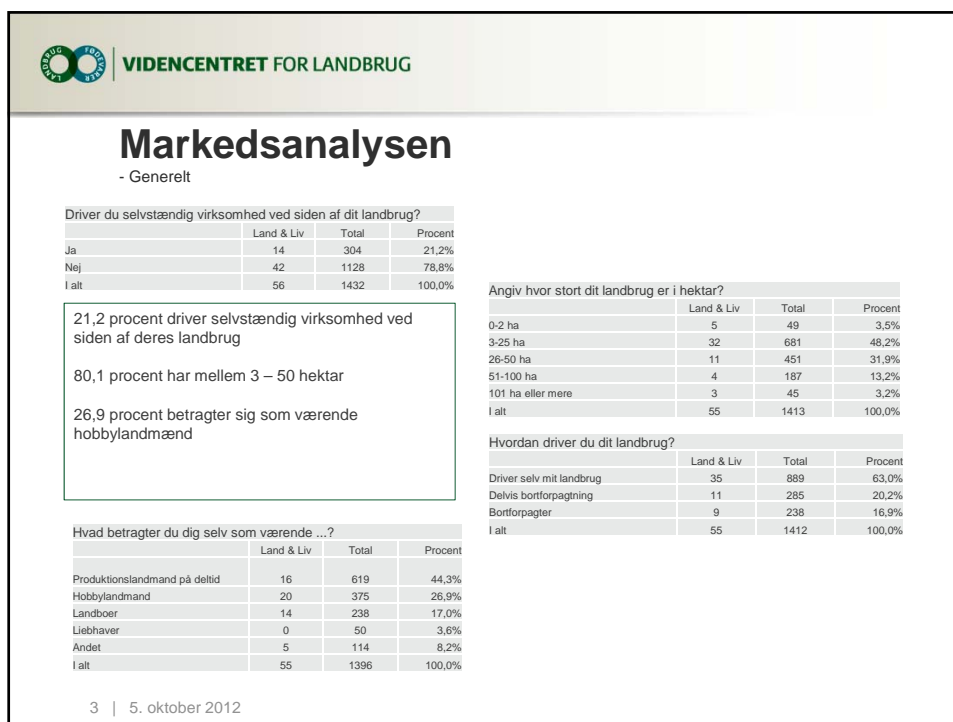 LANDBRUG FØDEVARER
VIDENCENTRET FOR LANDBRUG
Markedsanalysen
- Generelt
Driver du selvstændig virksomhed ved siden af dit landbrug?
Land & Liv Total Procent
Ja 14 304 21,2%
Nej 42 1128 78,8%
I alt 56 1432 100,0%
21,2 procent driver selvstændig virksomhed ved
siden af deres landbrug
80,1 procent har mellem 3 – 50 hektar
26,9 procent betragter sig som værende
hobbylandmænd
Hvad betragter du dig selv som værende ...?
Land & Liv Total Procent
Produktionslandmand på deltid 16 619 44,3%
Hobbylandmand 20 375 26,9%
Landboer 14 238 17,0%
Liebhaver 0 50 3,6%
Andet 5 114 8,2%
I alt 55 1396 100,0%
Angiv hvor stort dit landbrug er i hektar?
Land & Liv Total Procent
0-2 ha 5 49 3,5%
3-25 ha 32 681 48,2%
26-50 ha 11 451 31,9%
51-100 ha 4 187 13,2%
101 ha eller mere 3 45 3,2%
I alt 55 1413 100,0%
Hvordan driver du dit landbrug?
Land & Liv Total Procent
Driver selv mit landbrug 35 889 63,0%
Delvis bortforpagtning 11 285 20,2%
Bortforpagter 9 238 16,9%
I alt 55 1412 100,0%
3 | 5. oktober 2012